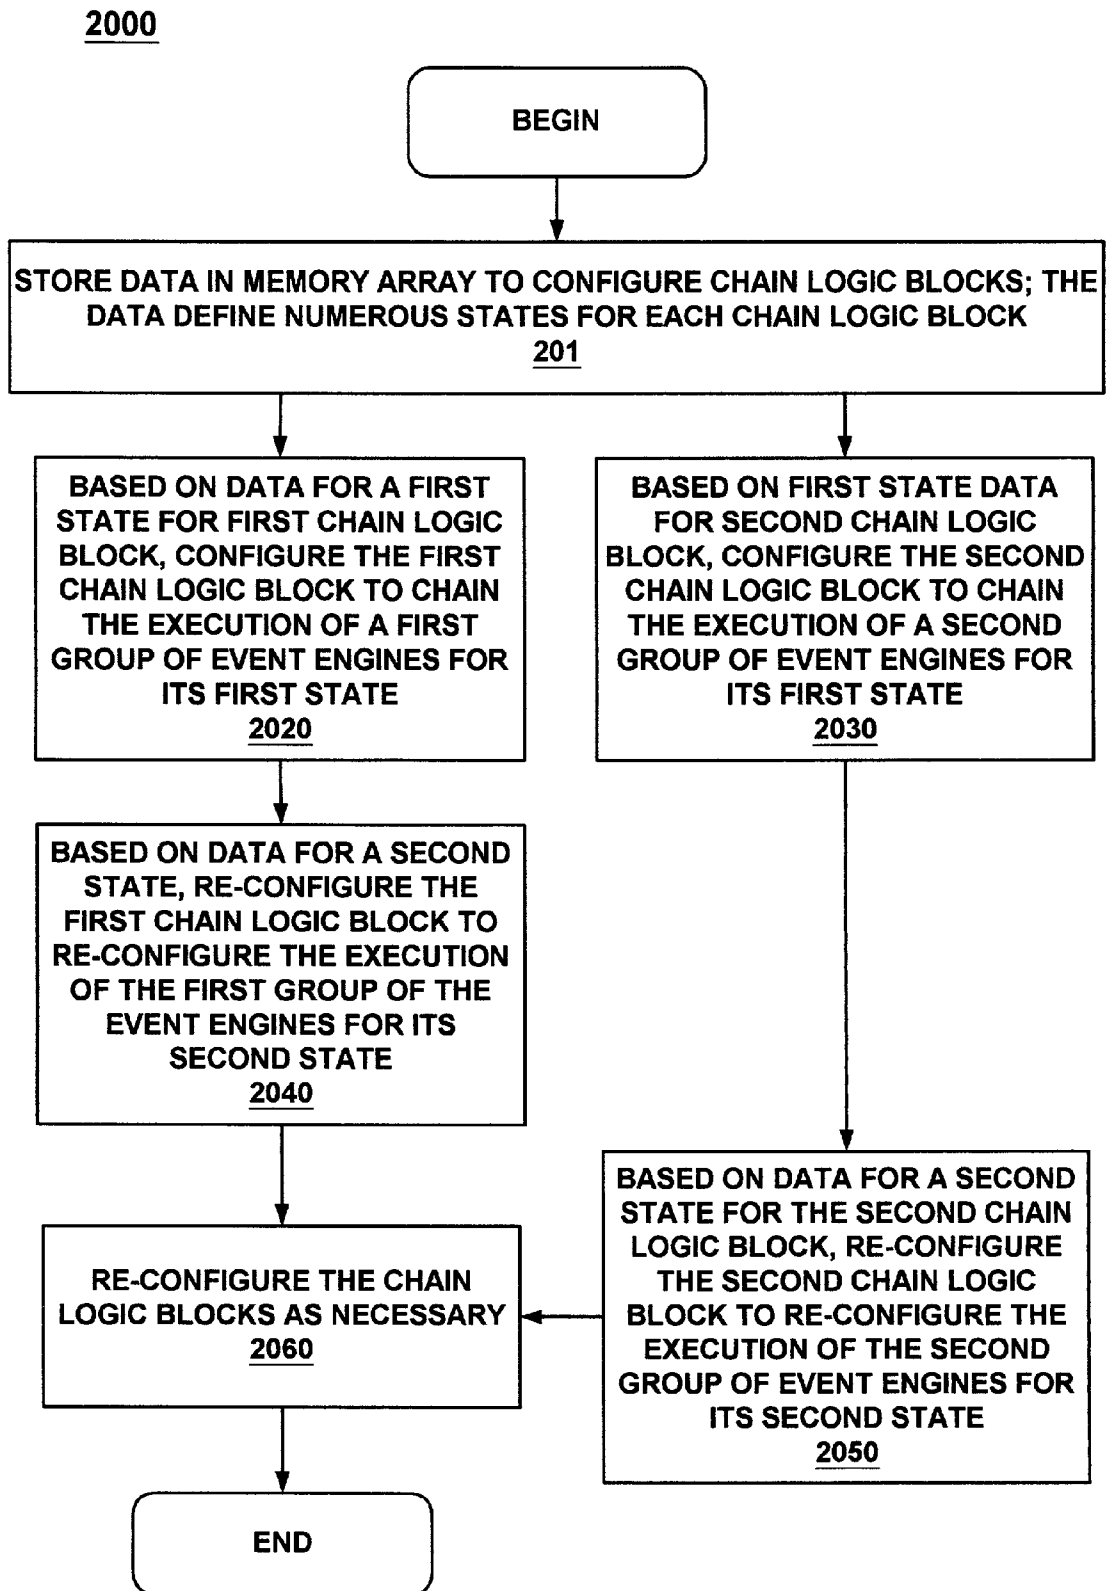 2000
BEGIN
STORE DATA IN MEMORY ARRAY TO CONFIGURE CHAIN LOGIC BLOCKS; THE
DATA DEFINE NUMEROUS STATES FOR EACH CHAIN LOGIC BLOCK
201
BASED ON DATA FOR A FIRST
STATE FOR FIRST CHAIN LOGIC
BLOCK, CONFIGURE THE FIRST
CHAIN LOGIC BLOCK TO CHAIN
THE EXECUTION OF A FIRST
GROUP OF EVENT ENGINES FOR
ITS FIRST STATE
2020
BASED ON FIRST STATE DATA
FOR SECOND CHAIN LOGIC
BLOCK, CONFIGURE THE SECOND
CHAIN LOGIC BLOCK TO CHAIN
THE EXECUTION OF A SECOND
GROUP OF EVENT ENGINES FOR
ITS FIRST STATE
2030
BASED ON DATA FOR A SECOND
STATE, RE-CONFIGURE THE
FIRST CHAIN LOGIC BLOCK TO
RE-CONFIGURE THE EXECUTION
OF THE FIRST GROUP OF THE
EVENT ENGINES FOR ITS
SECOND STATE
2040
BASED ON DATA FOR A SECOND
STATE FOR THE SECOND CHAIN
LOGIC BLOCK, RE-CONFIGURE
THE SECOND CHAIN LOGIC
BLOCK TO RE-CONFIGURE THE
EXECUTION OF THE SECOND
GROUP OF EVENT ENGINES FOR
ITS SECOND STATE
2050
RE-CONFIGURE THE CHAIN
LOGIC BLOCKS AS NECESSARY
2060
END